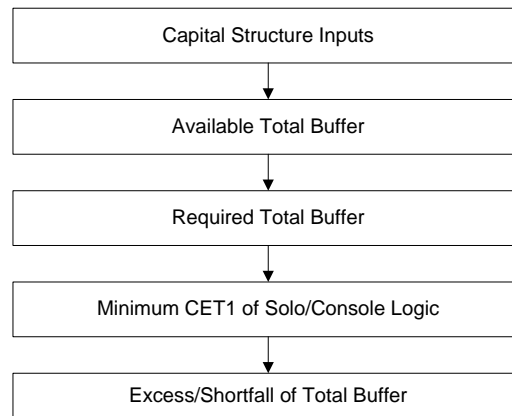 Capital Structure Inputs
Available Total Buffer
Required Total Buffer
Minimum CET1 of Solo/Console Logic
Excess/Shortfall of Total Buffer